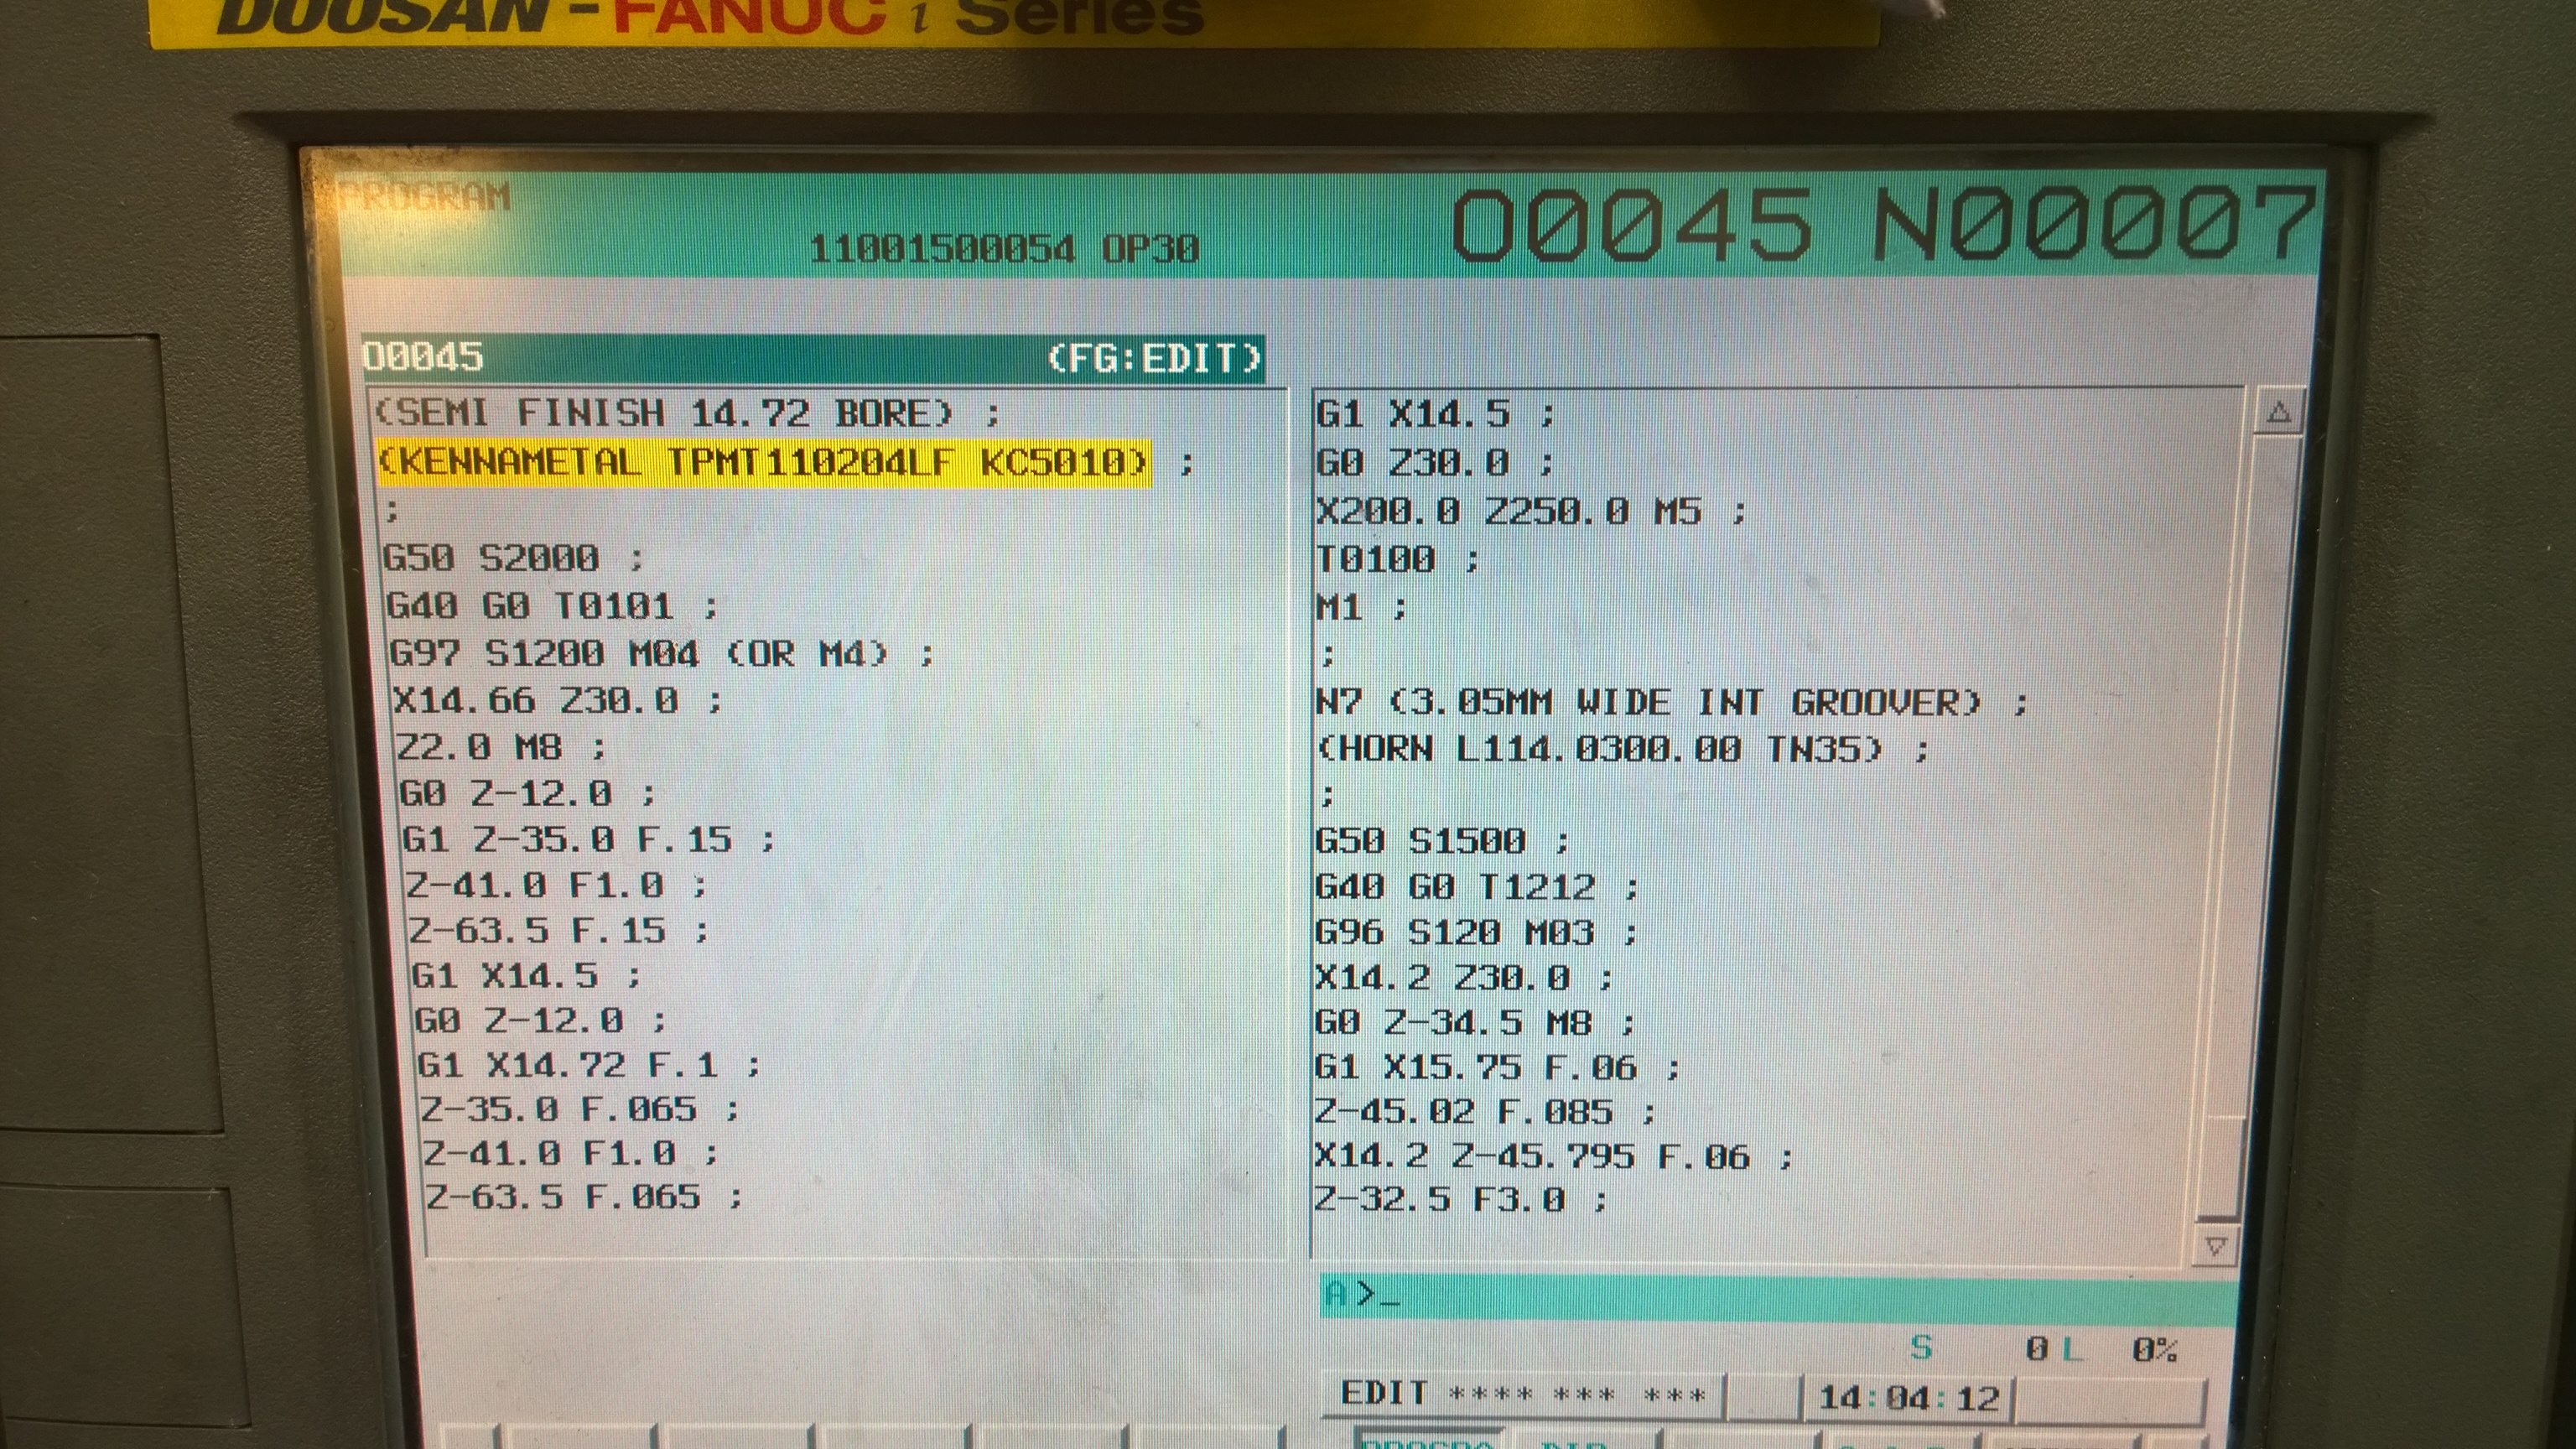 DOOSAN - FANUC i Series
PROGRAM
11001500054 OP30
O0045 N00007
O0045 (FG:EDIT)
(SEMI FINISH 14.72 BORE) ;
(KENNAMETAL TPMT110204LF KC5010) ;
;
G50 S2000 ;
G40 G0 T0101 ;
G97 S1200 M04 (OR M4) ;
X14.66 Z30.0 ;
Z2.0 M8 ;
G0 Z-12.0 ;
G1 Z-35.0 F.15 ;
Z-41.0 F1.0 ;
Z-63.5 F.15 ;
G1 X14.5 ;
G0 Z-12.0 ;
G1 X14.72 F.1 ;
Z-35.0 F.065 ;
Z-41.0 F1.0 ;
Z-63.5 F.065 ;
G1 X14.5 ;
G0 Z30.0 ;
X200.0 Z250.0 M5 ;
T0100 ;
M1 ;
;
N7 (3.05MM WIDE INT GROOVER) ;
(HORN L114.0300.00 TN35) ;
;
G50 S1500 ;
G40 G0 T1212 ;
G96 S120 M03 ;
X14.2 Z30.0 ;
G0 Z-34.5 M8 ;
G1 X15.75 F.06 ;
Z-45.02 F.085 ;
X14.2 Z-45.795 F.06 ;
Z-32.5 F3.0 ;
A >_
S 0 L 0%
EDIT **** *** *** 14:04:12